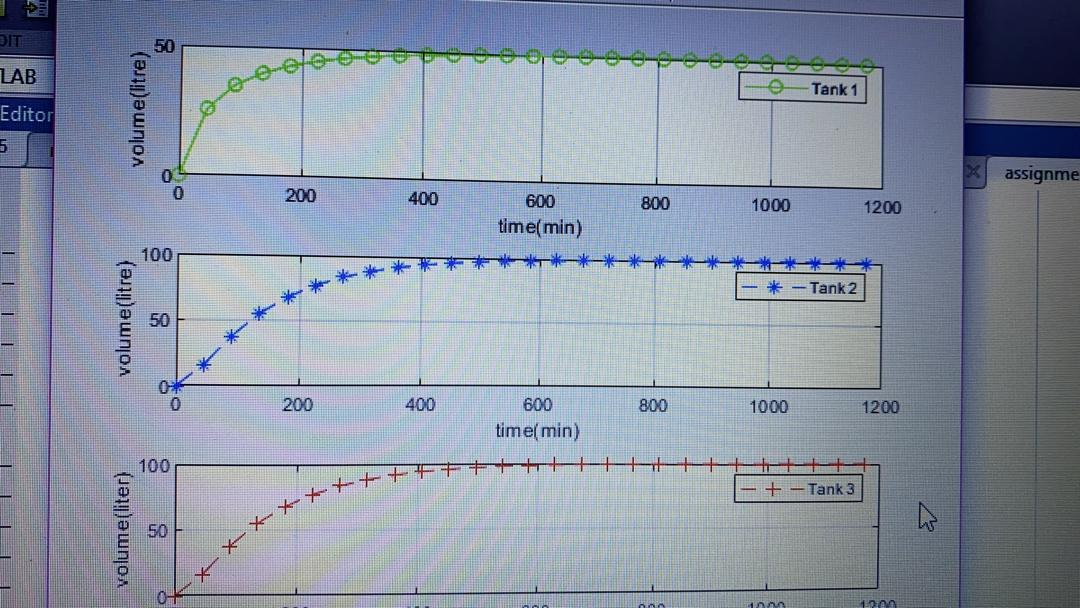 DIT
LAB
Editor
5
assignme
50
0
volume(litre)
Tank 1
0 200 400 600 800 1000 1200
time(min)
100
50
0
volume(litre)
Tank 2
0 200 400 600 800 1000 1200
time(min)
100
50
0
volume(liter)
Tank 3
1000 1200